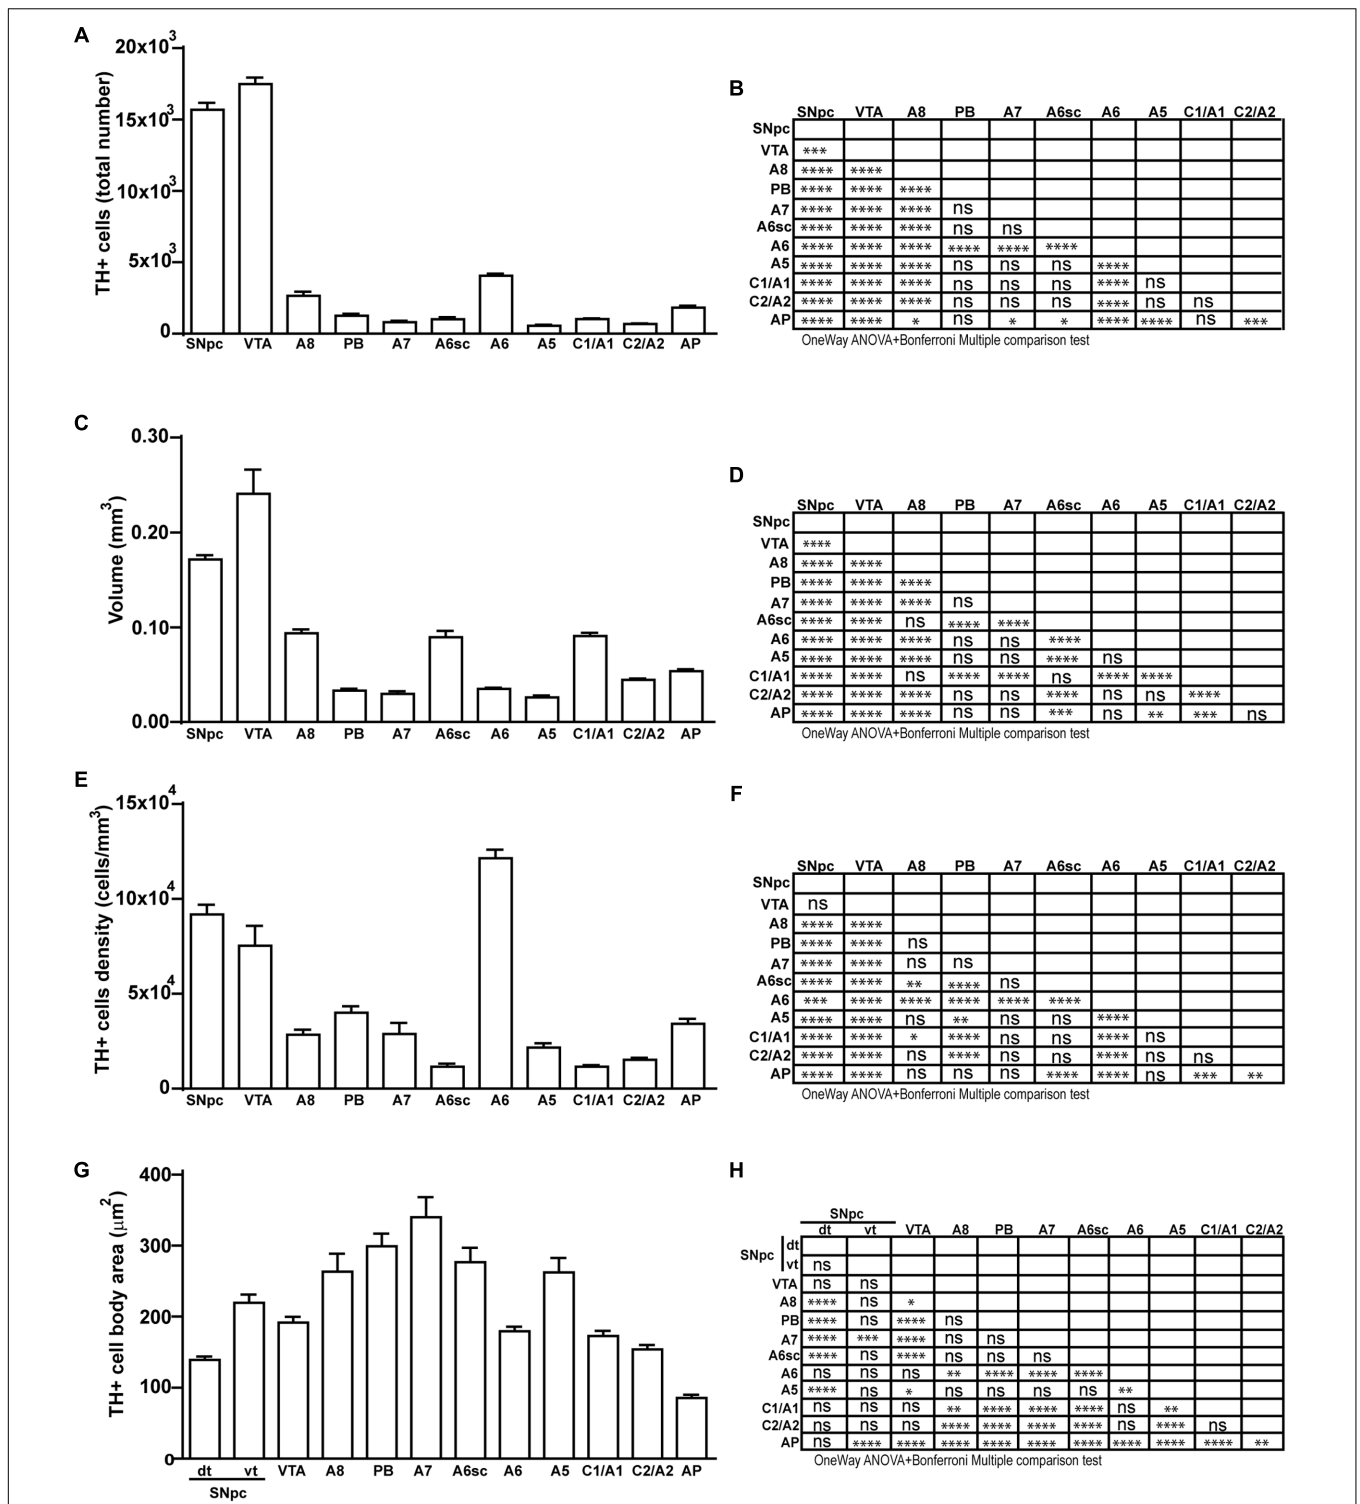 A
TH+ cells (total number)
20x10³
15x10³
10x10³
5x10³
0
SNpc VTA A8 PB A7 A6sc A6 A5 C1/A1 C2/A2 AP
B
SNpc VTA A8 PB A7 A6sc A6 A5 C1/A1 C2/A2
SNpc
VTA ***
A8 **** ****
PB **** **** ****
A7 **** **** **** ns
A6sc **** **** **** ns ns
A6 **** **** **** **** **** ****
A5 **** **** **** ns ns ns ****
C1/A1 **** **** **** ns ns ns **** ns
C2/A2 **** **** **** ns ns ns **** ns ns
AP **** **** * ns * * **** **** ns ***
OneWay ANOVA+Bonferroni Multiple comparison test
C
Volume (mm³)
0.30
0.20
0.10
0.00
SNpc VTA A8 PB A7 A6sc A6 A5 C1/A1 C2/A2 AP
D
SNpc VTA A8 PB A7 A6sc A6 A5 C1/A1 C2/A2
SNpc
VTA ****
A8 **** ****
PB **** **** ****
A7 **** **** **** ns
A6sc **** **** ns **** ****
A6 **** **** **** ns ns ****
A5 **** **** **** ns ns **** ns
C1/A1 **** **** ns **** **** ns **** ****
C2/A2 **** **** **** ns ns **** ns ns ****
AP **** **** **** ns ns *** ns ** *** ns
OneWay ANOVA+Bonferroni Multiple comparison test
E
TH+ cells density (cells/mm³)
15x10⁴
10x10⁴
5x10⁴
0
SNpc VTA A8 PB A7 A6sc A6 A5 C1/A1 C2/A2 AP
F
SNpc VTA A8 PB A7 A6sc A6 A5 C1/A1 C2/A2
SNpc
VTA ns
A8 **** ****
PB **** **** ns
A7 **** **** ns ns
A6sc **** **** ** **** ns
A6 *** **** **** **** **** ****
A5 **** **** ns ** ns ns ****
C1/A1 **** **** * **** ns ns **** ns
C2/A2 **** **** ns **** ns ns **** ns ns
AP **** **** ns ns ns **** **** ns *** **
OneWay ANOVA+Bonferroni Multiple comparison test
G
TH+ cell body area (μm²)
400
300
200
100
0
dt vt VTA A8 PB A7 A6sc A6 A5 C1/A1 C2/A2 AP
SNpc
H
SNpc
dt vt VTA A8 PB A7 A6sc A6 A5 C1/A1 C2/A2
SNpc dt
vt ns
VTA ns ns
A8 **** ns *
PB **** ns **** ns
A7 **** *** **** ns ns
A6sc **** ns **** ns ns ns
A6 ns ns ns ** **** **** ****
A5 **** ns * ns ns ns ns **
C1/A1 ns ns ns ** **** **** **** ns **
C2/A2 ns ns ns **** **** **** **** ns **** ns
AP ns **** **** **** **** **** **** **** **** **** **
OneWay ANOVA+Bonferroni Multiple comparison test